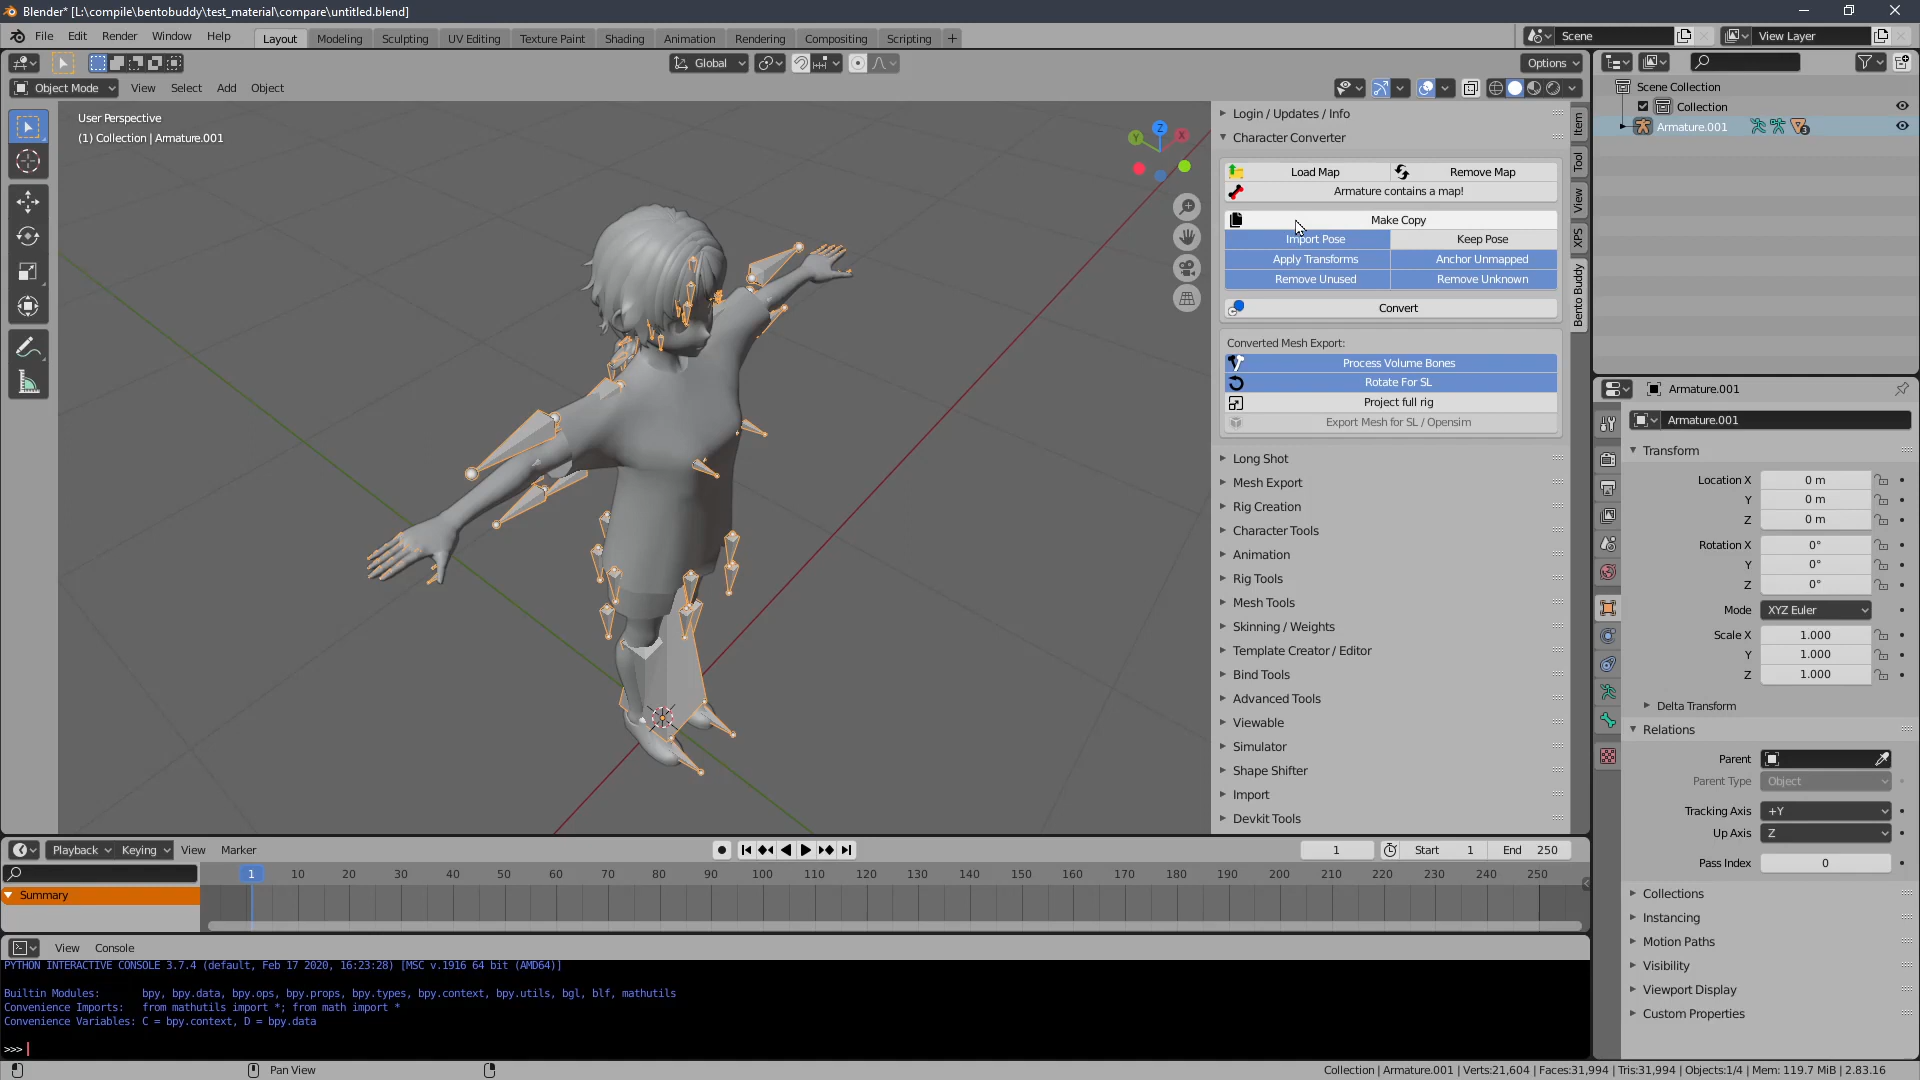 Blender* [L:\compile\bentobuddy\test_material\compare\untitled.blend]
File Edit Render Window Help
Layout Modeling Sculpting UV Editing Texture Paint Shading Animation Rendering Compositing Scripting +
Scene
View Layer
Global
Options
Object Mode View Select Add Object
User Perspective
(1) Collection | Armature.001
Z
Y
X
Login / Updates / Info
Character Converter
Load Map
Remove Map
Armature contains a map!
Make Copy
Import Pose
Keep Pose
Apply Transforms
Anchor Unmapped
Remove Unused
Remove Unknown
Convert
Converted Mesh Export:
Process Volume Bones
Rotate For SL
Project full rig
Export Mesh for SL / Opensim
Long Shot
Mesh Export
Rig Creation
Character Tools
Animation
Rig Tools
Mesh Tools
Skinning / Weights
Template Creator / Editor
Bind Tools
Advanced Tools
Viewable
Simulator
Shape Shifter
Import
Devkit Tools
Item
Tool
View
XPS
Bento Buddy
Scene Collection
Collection
Armature.001
3
Armature.001
Armature.001
Transform
Location X 0 m
Y 0 m
Z 0 m
Rotation X 0°
Y 0°
Z 0°
Mode XYZ Euler
Scale X 1.000
Y 1.000
Z 1.000
Delta Transform
Relations
Parent
Parent Type Object
Tracking Axis +Y
Up Axis Z
Pass Index 0
Collections
Instancing
Motion Paths
Visibility
Viewport Display
Custom Properties
Playback Keying View Marker
1
Start 1
End 250
1 10 20 30 40 50 60 70 80 90 100 110 120 130 140 150 160 170 180 190 200 210 220 230 240 250
Summary
View Console
PYTHON INTERACTIVE CONSOLE 3.7.4 (default, Feb 17 2020, 16:23:28) [MSC v.1916 64 bit (AMD64)]
Builtin Modules: bpy, bpy.data, bpy.ops, bpy.props, bpy.types, bpy.context, bpy.utils, bgl, blf, mathutils
Convenience Imports: from mathutils import *; from math import *
Convenience Variables: C = bpy.context, D = bpy.data
>>>
Pan View
Collection | Armature.001 | Verts:21,604 | Faces:31,994 | Tris:31,994 | Objects:1/4 | Mem: 119.7 MiB | 2.83.16